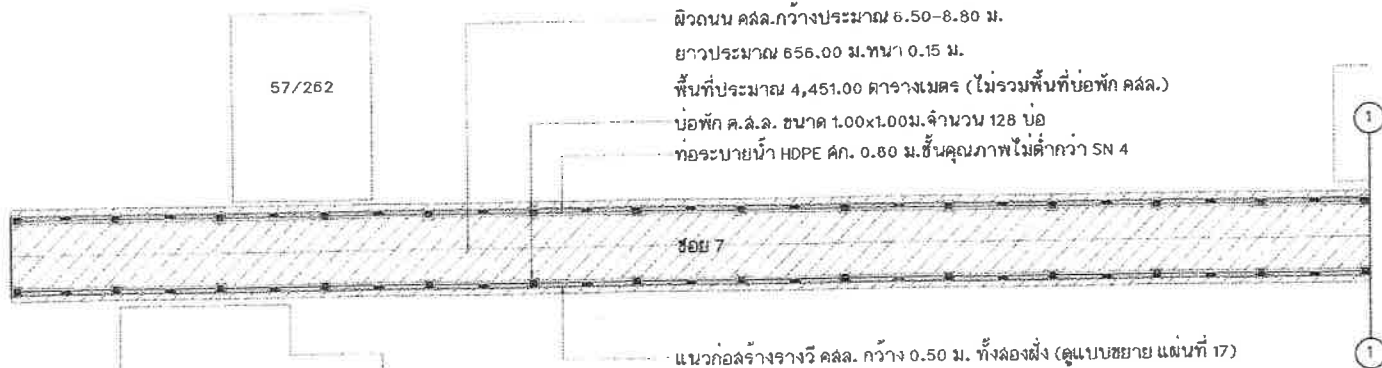 ผิวถนน คสล.กว้างประมาณ 6.50-8.80 ม.
ยาวประมาณ 656.00 ม.หนา 0.15 ม.
57/262
พื้นที่ประมาณ 4,451.00 ตารางเมตร (ไม่รวมพื้นที่บ่อพัก คสล.)
บ่อพัก ค.ส.ล. ขนาด 1.00x1.00ม.จำนวน 128 บ่อ
1
ท่อระบายน้ำ HDPE ศก. 0.80 ม.ชั้นคุณภาพไม่ต่ำกว่า SN 4
ซอย 7
แนวก่อสร้างรางวี คสล. กว้าง 0.50 ม. ทั้งสองฝั่ง (ดูแบบขยาย แผ่นที่ 17)
1